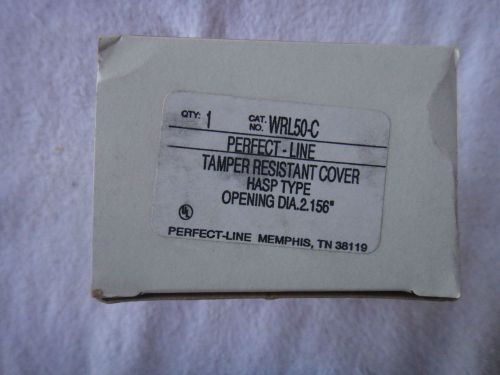 QTY: 1 CAT. NO. WRL50-C
PERFECT - LINE
TAMPER RESISTANT COVER
HASP TYPE
OPENING DIA.2.156"
UL
PERFECT-LINE MEMPHIS, TN 38119